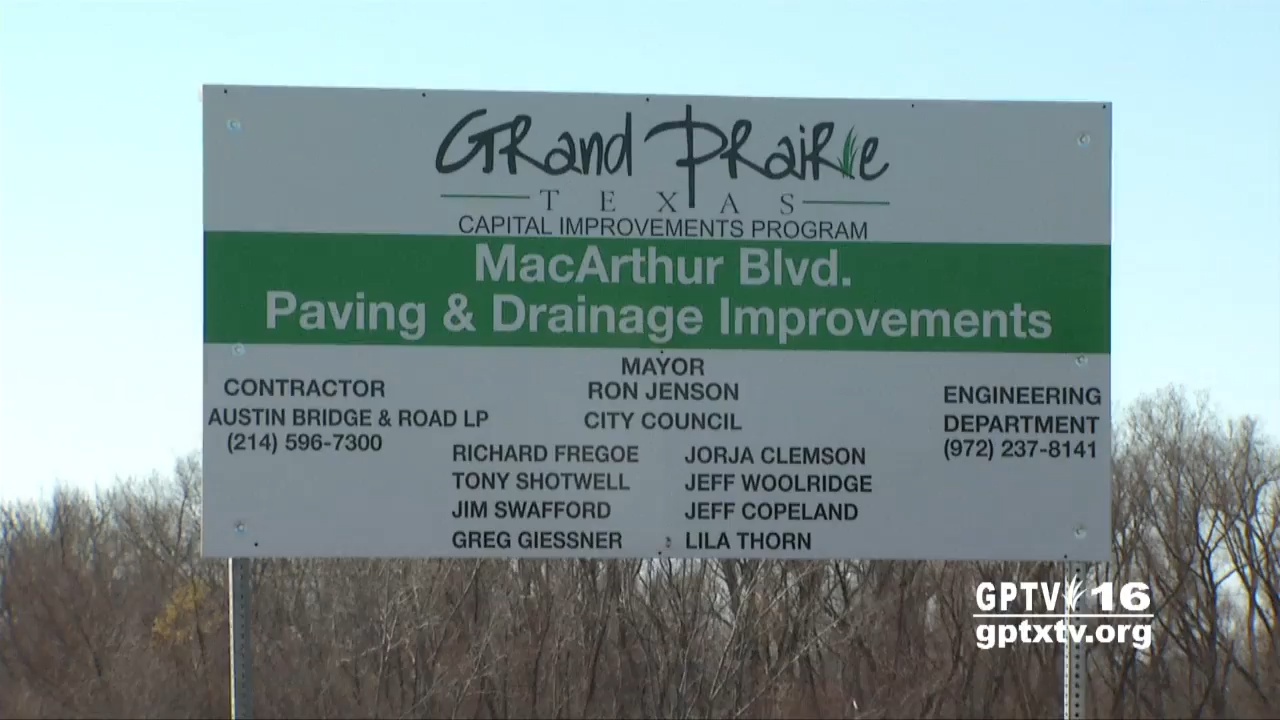 Grand Prairie
TEXAS
CAPITAL IMPROVEMENTS PROGRAM
MacArthur Blvd.
Paving & Drainage Improvements
CONTRACTOR
AUSTIN BRIDGE & ROAD LP
(214) 596-7300
MAYOR
RON JENSON
CITY COUNCIL
RICHARD FREGOE
TONY SHOTWELL
JIM SWAFFORD
GREG GIESSNER
JORJA CLEMSON
JEFF WOOLRIDGE
JEFF COPELAND
LILA THORN
ENGINEERING
DEPARTMENT
(972) 237-8141
GPTV 16
gptxtv.org